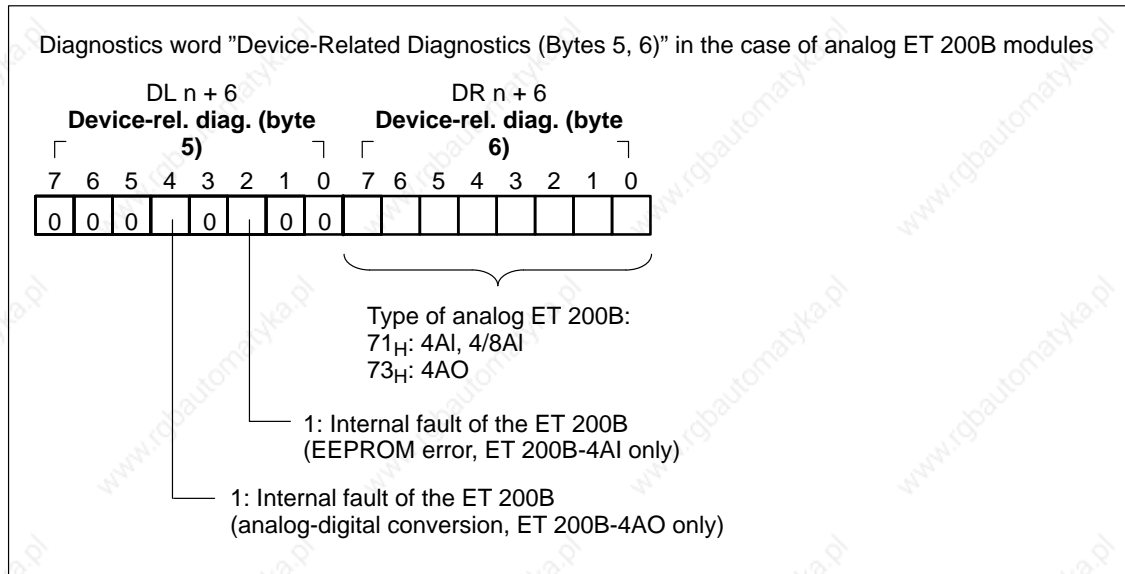 Diagnostics word "Device-Related Diagnostics (Bytes 5, 6)" in the case of analog ET 200B modules
DL n + 6 DR n + 6
Device-rel. diag. (byte 5) Device-rel. diag. (byte 6)
7 6 5 4 3 2 1 0 7 6 5 4 3 2 1 0
0 0 0 0 0 0
Type of analog ET 200B:
71H: 4AI, 4/8AI
73H: 4AO
1: Internal fault of the ET 200B
(EEPROM error, ET 200B-4AI only)
1: Internal fault of the ET 200B
(analog-digital conversion, ET 200B-4AO only)
www.rgbautomatyka.pl